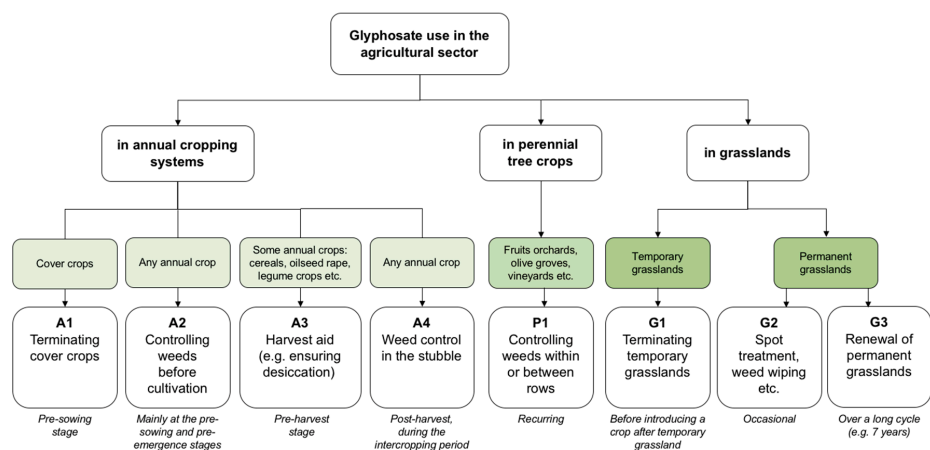 Glyphosate use in the
agricultural sector
in annual cropping
systems
in perennial
tree crops
in grasslands
Cover crops
Any annual crop
Some annual crops:
cereals, oilseed rape,
legume crops etc.
Any annual crop
Fruits orchards,
olive groves,
vineyards etc.
Temporary
grasslands
Permanent
grasslands
A1
Terminating
cover crops
A2
Controlling
weeds
before
cultivation
A3
Harvest aid
(e.g. ensuring
desiccation)
A4
Weed control
in the stubble
P1
Controlling
weeds within
or between
rows
G1
Terminating
temporary
grasslands
G2
Spot
treatment,
weed wiping
etc.
G3
Renewal of
permanent
grasslands
Pre-sowing
stage
Mainly at the pre-
sowing and pre-
emergence stages
Pre-harvest
stage
Post-harvest,
during the
intercropping period
Recurring
Before introducing a
crop after temporary
grassland
Occasional
Over a long cycle
(e.g. 7 years)